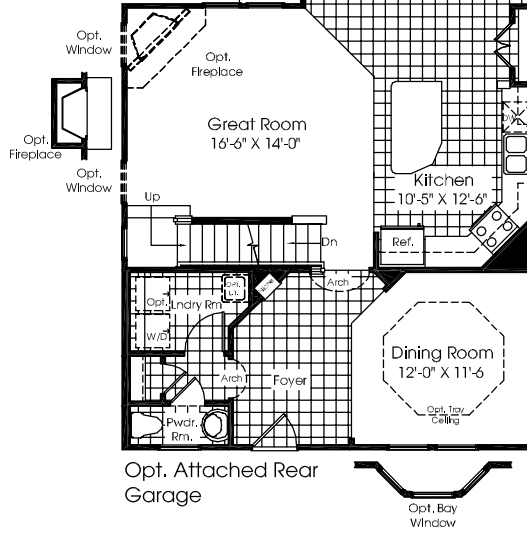 Opt.
Window
Opt.
Fireplace
Great Room
16'-6" X 14'-0"
Opt.
Fireplace
Opt.
Window
DW
Kitchen
10'-5" X 12'-6"
Up
Dn
Ref.
Opt.
W/D
Lndry Rm
OPT.
L.T.
Arch
Arch
Foyer
Dining Room
12'-0" X 11'-6
Opt. Tray
Ceiling
Pwdr.
Rm.
Opt. Attached Rear
Garage
Opt. Bay
Window